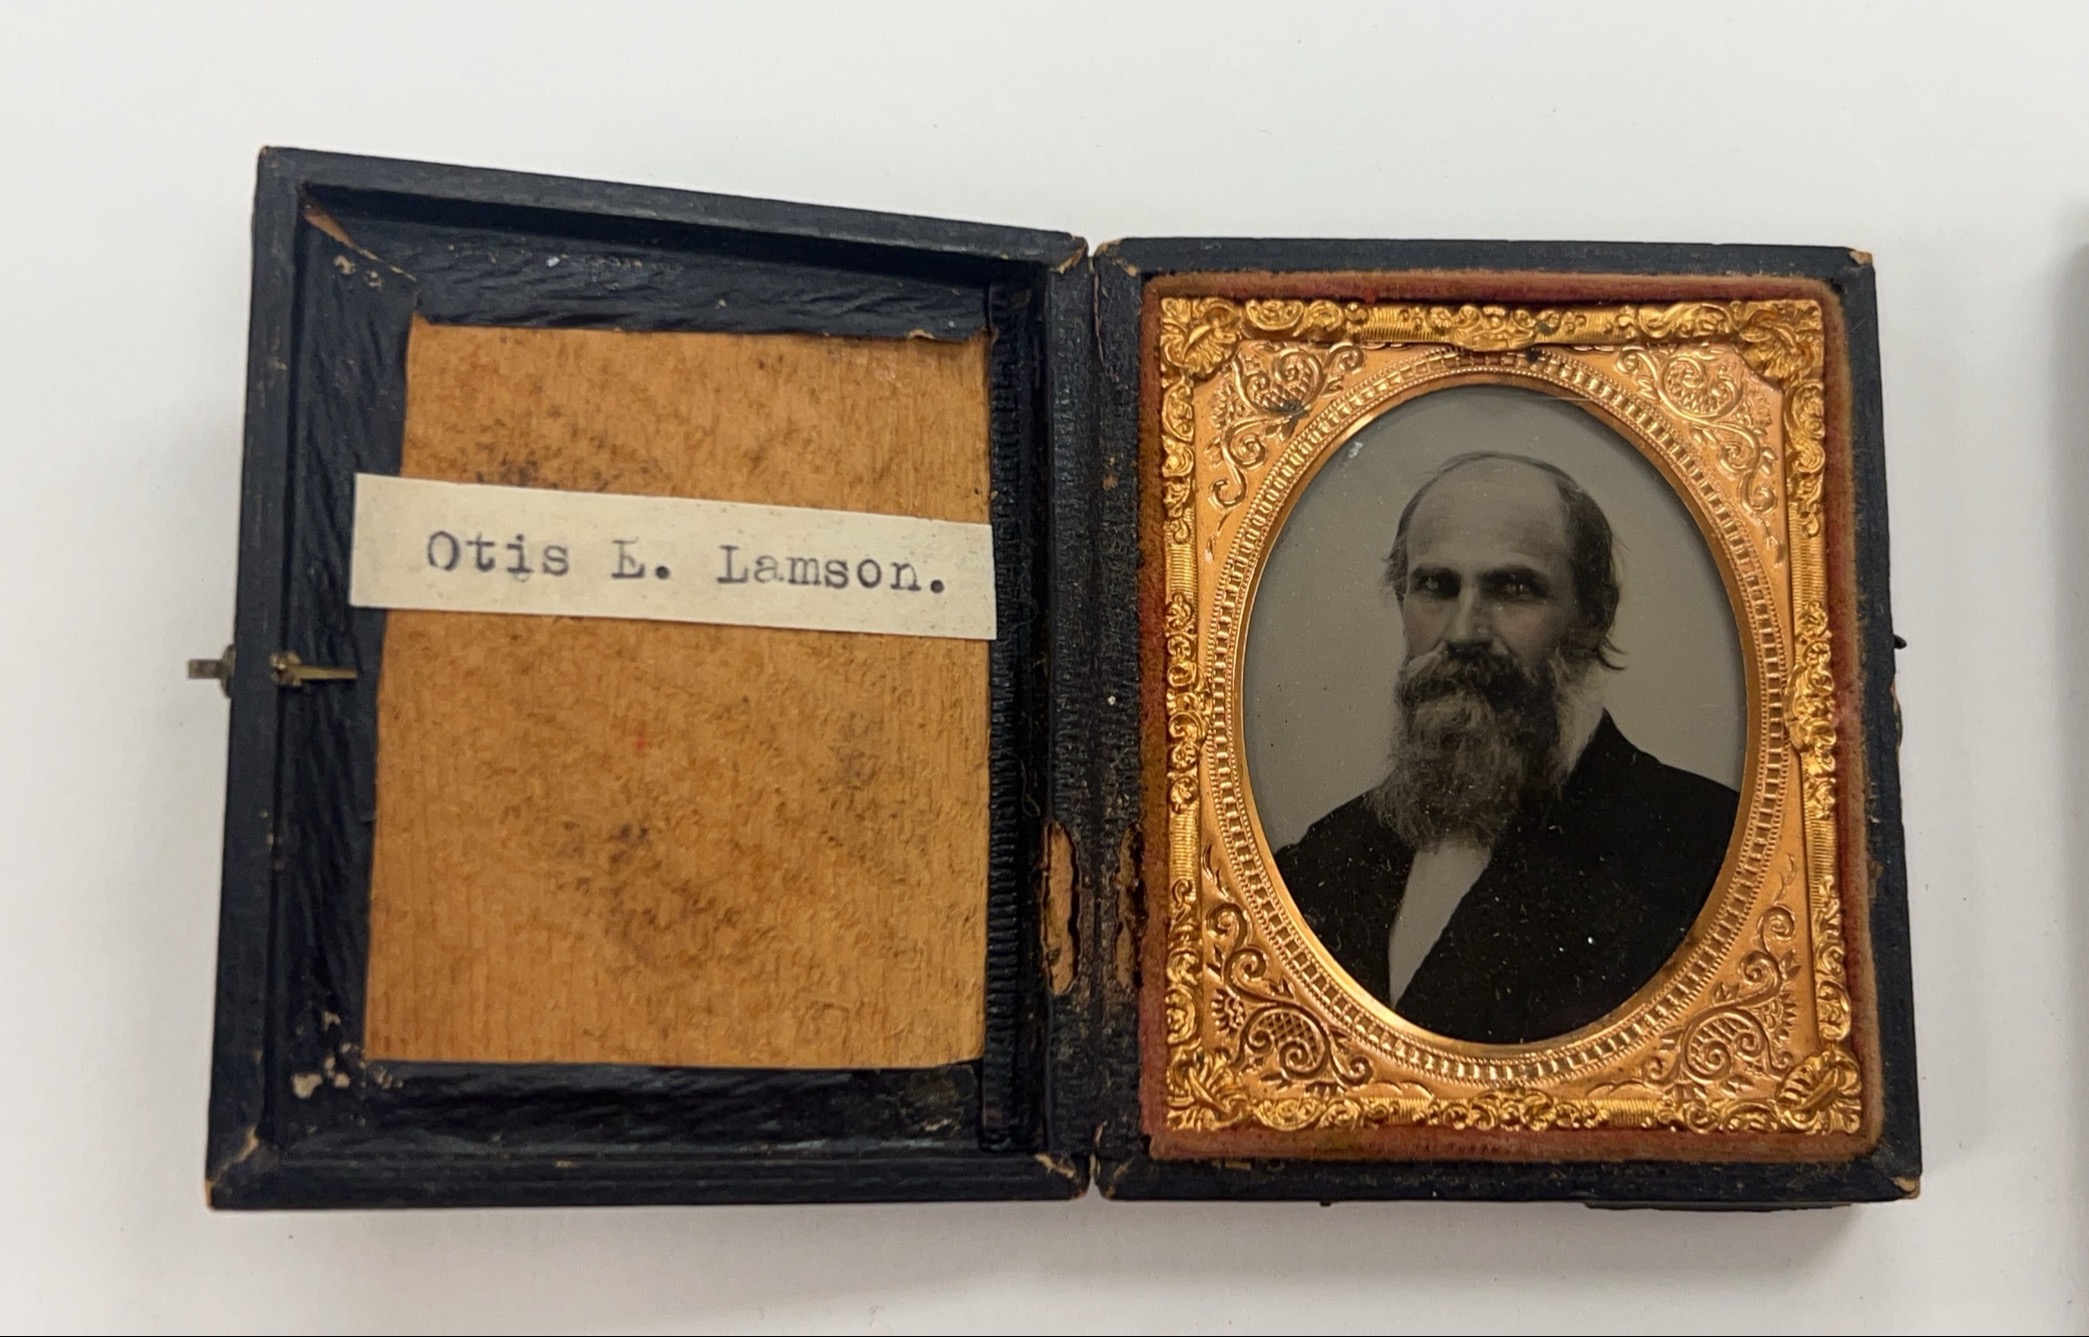 Otis E. Lamson.